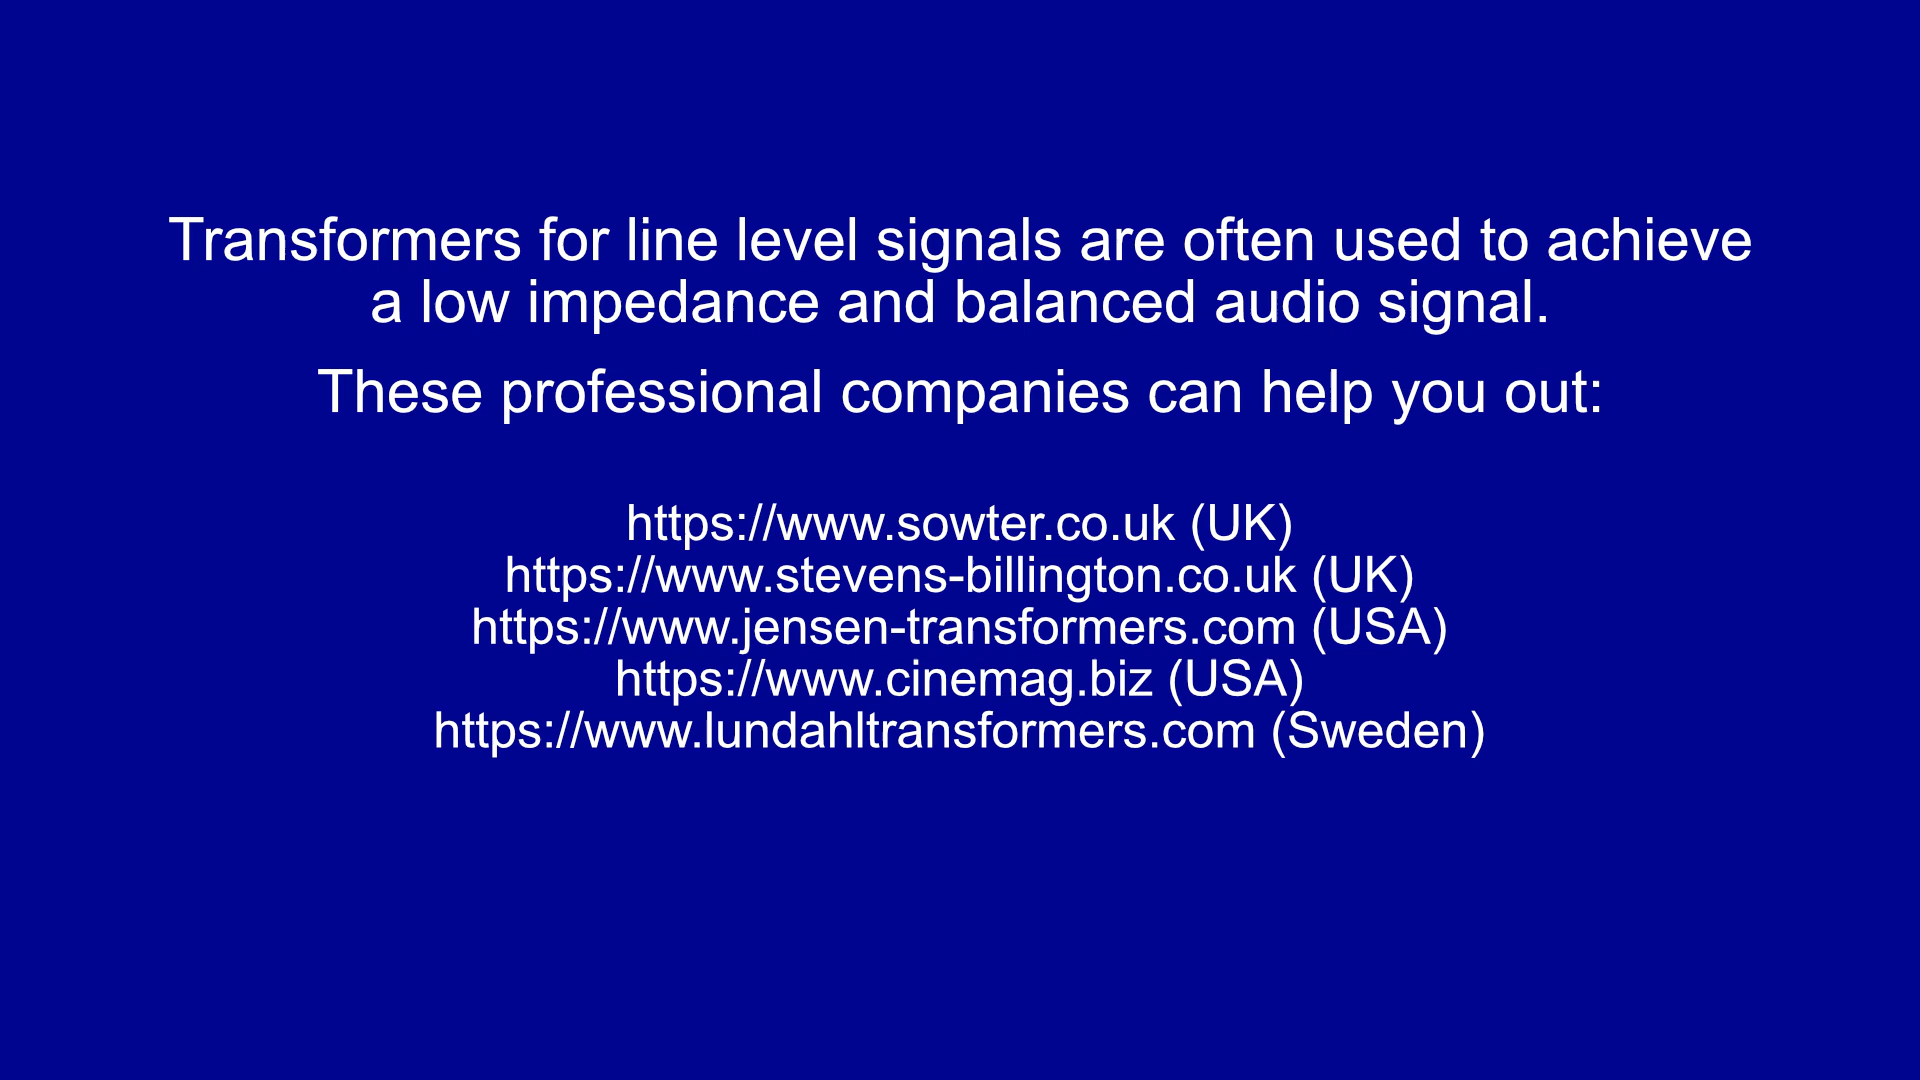 Transformers for line level signals are often used to achieve
a low impedance and balanced audio signal.
These professional companies can help you out:
https://www.sowter.co.uk (UK)
https://www.stevens-billington.co.uk (UK)
https://www.jensen-transformers.com (USA)
https://www.cinemag.biz (USA)
https://www.lundahltransformers.com (Sweden)